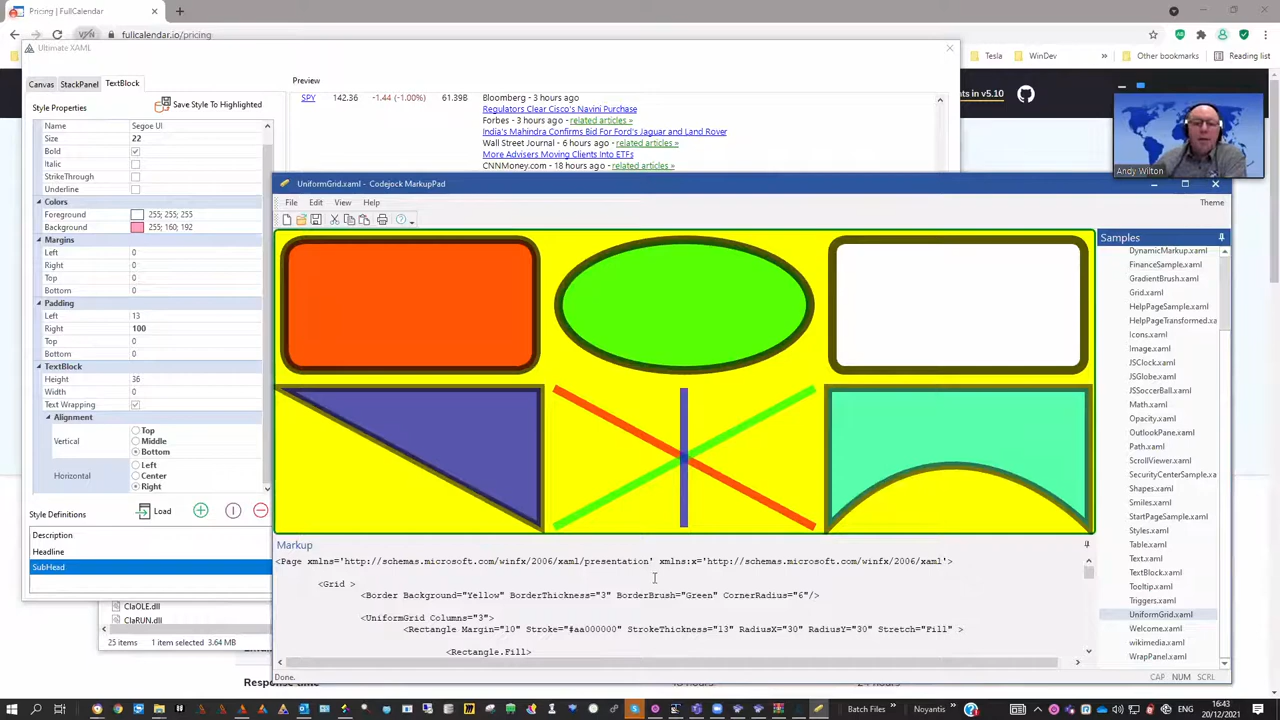 Pricing | FullCalendar
fullcalendar.io/pricing
Tesla
WinDev
Other bookmarks
Reading list
Ultimate XAML
nts in v5.10
Andy Wilton
Canvas
StackPanel
TextBlock
Preview
Style Properties
Save Style To Highlighted
SPY 142.36 -1.44 (-1.00%) 61.39B
Bloomberg - 3 hours ago
Regulators Clear Cisco's Navini Purchase
Forbes - 3 hours ago - related articles »
India's Mahindra Confirms Bid For Ford's Jaguar and Land Rover
Wall Street Journal - 6 hours ago - related articles »
More Advisers Moving Clients Into ETFs
CNNMoney.com - 18 hours ago - related articles »
Name Segoe UI
Size 22
Bold
Italic
StrikeThrough
Underline
Colors
Foreground 255; 255; 255
Background 255; 160; 192
Margins
Left 0
Right 0
Top 0
Bottom 0
Padding
Left 13
Right 100
Top 0
Bottom 0
TextBlock
Height 36
Width 0
Text Wrapping
Alignment
Vertical
Top
Middle
Bottom
Horizontal
Left
Center
Right
Style Definitions
Load
Description
Headline
SubHead
ClaOLE.dll
ClaRUN.dll
25 items
1 item selected 3.64 MB
UniformGrid.xaml - Codejock MarkupPad
File Edit View Help
Theme
Samples
DynamicMarkup.xaml
FinanceSample.xaml
GradientBrush.xaml
Grid.xaml
HelpPageSample.xaml
HelpPageTransformed.xa
Icons.xaml
Image.xaml
JSClock.xaml
JSGlobe.xaml
JSSoccerBall.xaml
Math.xaml
Opacity.xaml
OutlookPane.xaml
Path.xaml
ScrollViewer.xaml
SecurityCenterSample.xa
Shapes.xaml
Smiles.xaml
StartPageSample.xaml
Styles.xaml
Table.xaml
Text.xaml
TextBlock.xaml
Tooltip.xaml
Triggers.xaml
UniformGrid.xaml
Welcome.xaml
wikimedia.xaml
WrapPanel.xaml
Markup
<Page xmlns='http://schemas.microsoft.com/winfx/2006/xaml/presentation' xmlns:x='http://schemas.microsoft.com/winfx/2006/xaml'>
<Grid >
<Border Background="Yellow" BorderThickness="3" BorderBrush="Green" CornerRadius="6"/>
<UniformGrid Columns="3">
<Rectangle Margin="10" Stroke="#aa000000" StrokeThickness="13" RadiusX="30" RadiusY="30" Stretch="Fill" >
<Rectangle.Fill>
Done.
CAP NUM SCRL
Response time
Batch Files
Noyantis
16:43
20/12/2021